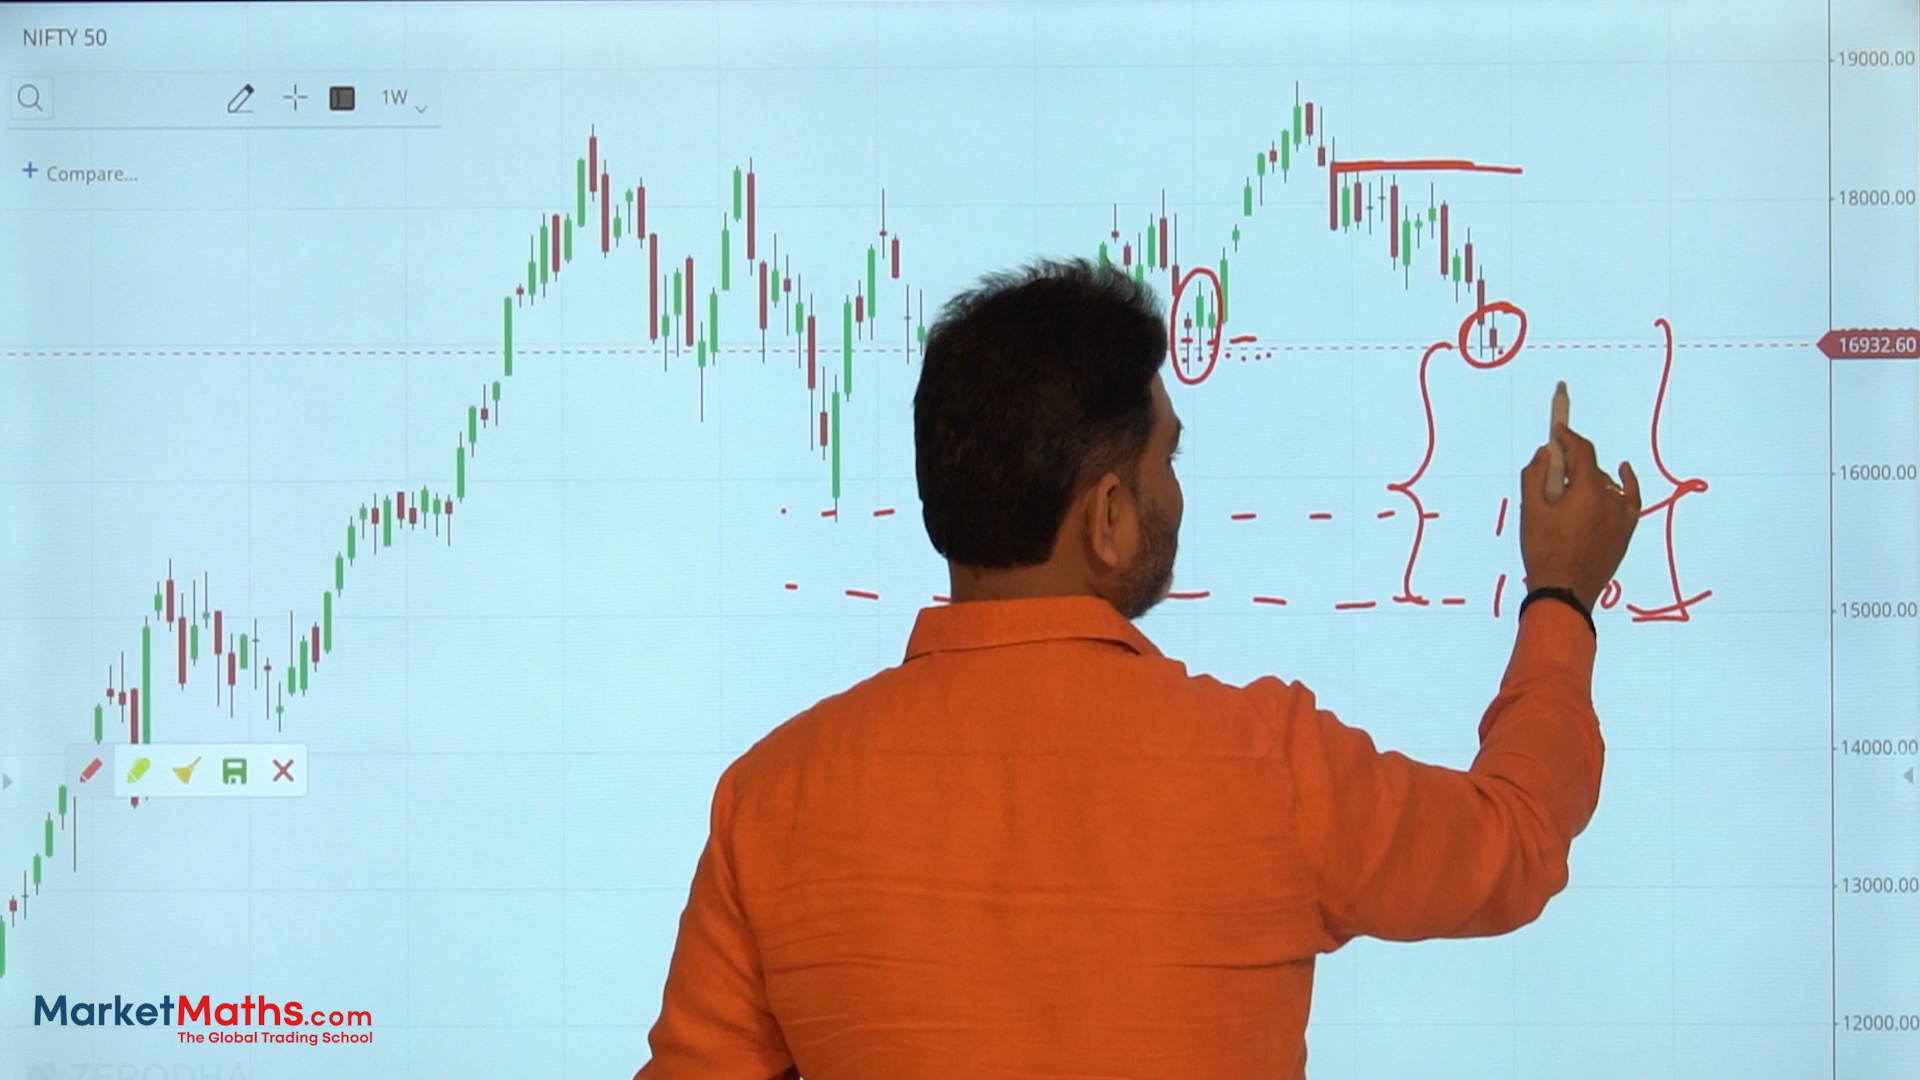 NIFTY 50
1W
+ Compare...
19000.00
18000.00
16932.60
16000.00
15000.00
14000.00
13000.00
12000.00
MarketMaths.com
The Global Trading School
ZERODHA